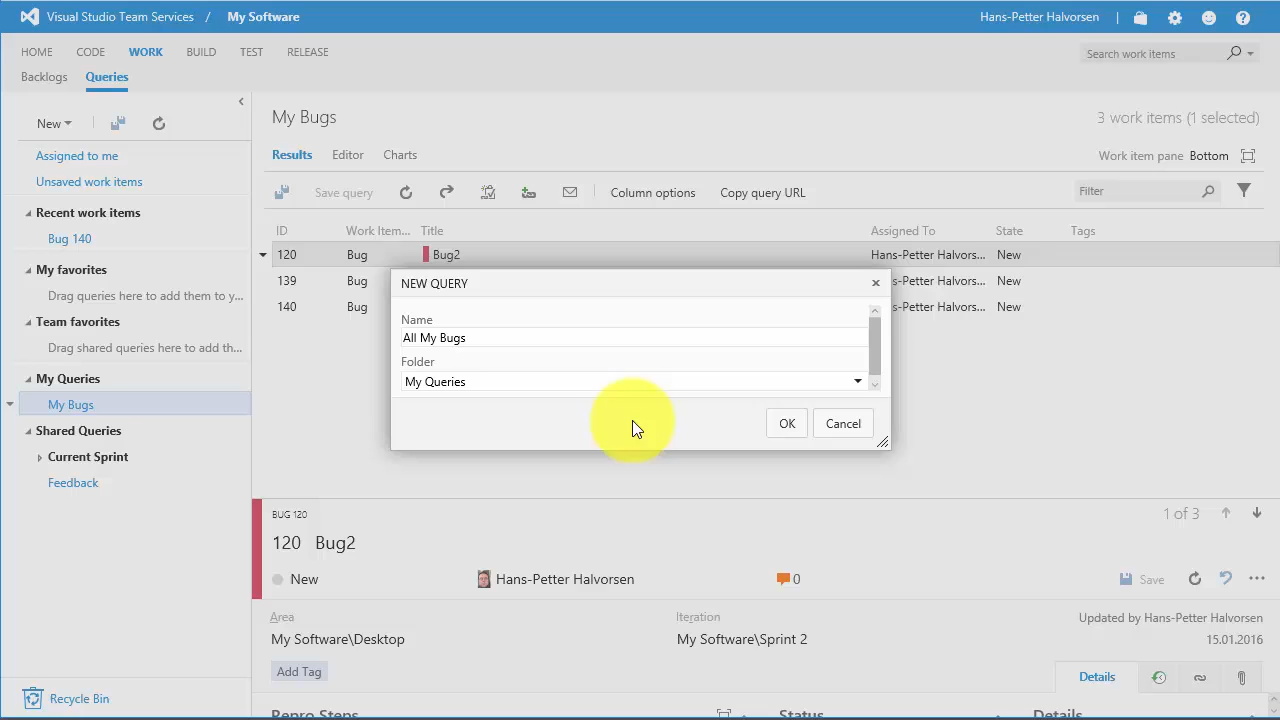 Visual Studio Team Services / My Software Hans-Petter Halvorsen
HOME CODE WORK BUILD TEST RELEASE Search work items
Backlogs Queries
New
Assigned to me
Unsaved work items
Recent work items
Bug 140
My favorites
Drag queries here to add them to y...
Team favorites
Drag shared queries here to add th...
My Queries
My Bugs
Shared Queries
Current Sprint
Feedback
Recycle Bin
My Bugs 3 work items (1 selected)
Results Editor Charts Work item pane Bottom
Save query Column options Copy query URL Filter
ID Work Item... Title Assigned To State Tags
120 Bug Bug2 Hans-Petter Halvors... New
139 Bug -Petter Halvors... New
140 Bug -Petter Halvors... New
NEW QUERY
Name
All My Bugs
Folder
My Queries
OK Cancel
BUG 120 1 of 3
120 Bug2
New Hans-Petter Halvorsen 0 Save
Area Iteration Updated by Hans-Petter Halvorsen
My Software\Desktop My Software\Sprint 2 15.01.2016
Add Tag Details
Repro Steps Status Details